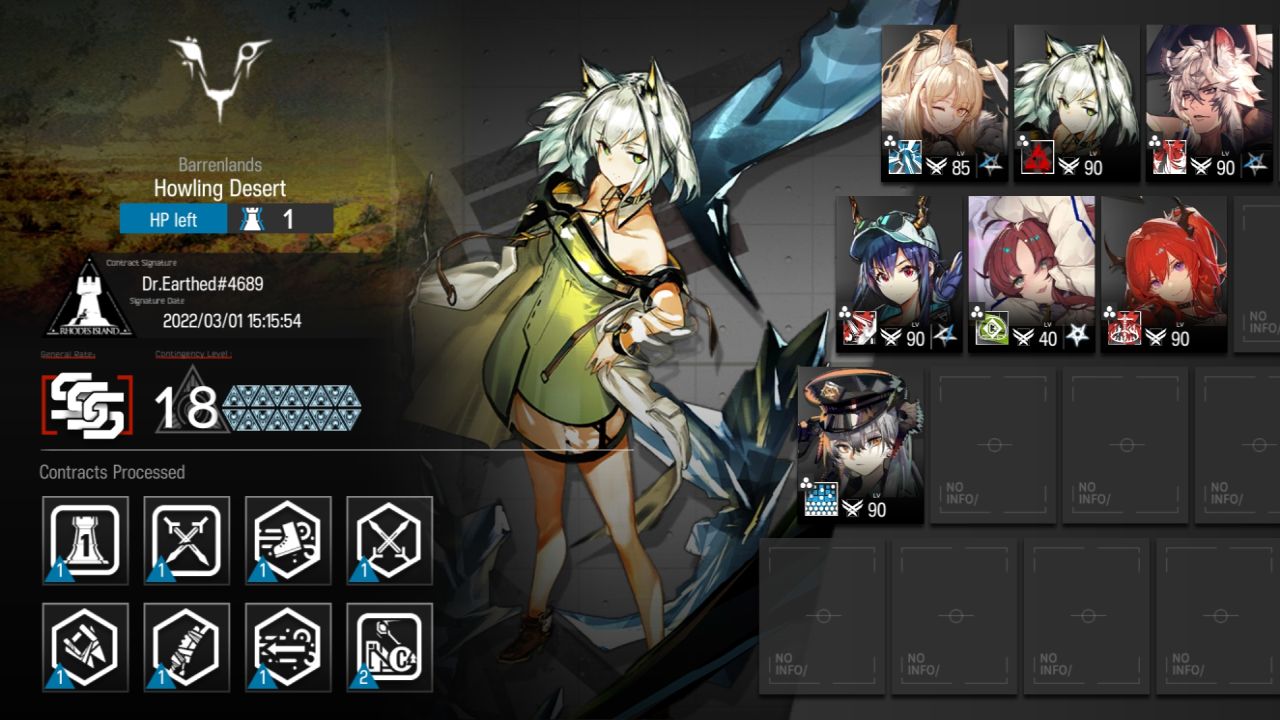 Barrenlands
Howling Desert
HP left 1
Contract Signature
Dr.Earthed#4689
Signature Date
2022/03/01 15:15:54
RHODES ISLAND
General Rate:
Contingency Level :
SSS
18
Contracts Processed
1
1
1
1
1
1
1
1
NC
2
LV
85
LV
90
LV
90
LV
90
LV
40
LV
90
NO
INFO/
LV
90
NO
INFO/
NO
INFO/
NO
INFO/
NO
INFO/
NO
INFO/
NO
INFO/
NO
INFO/